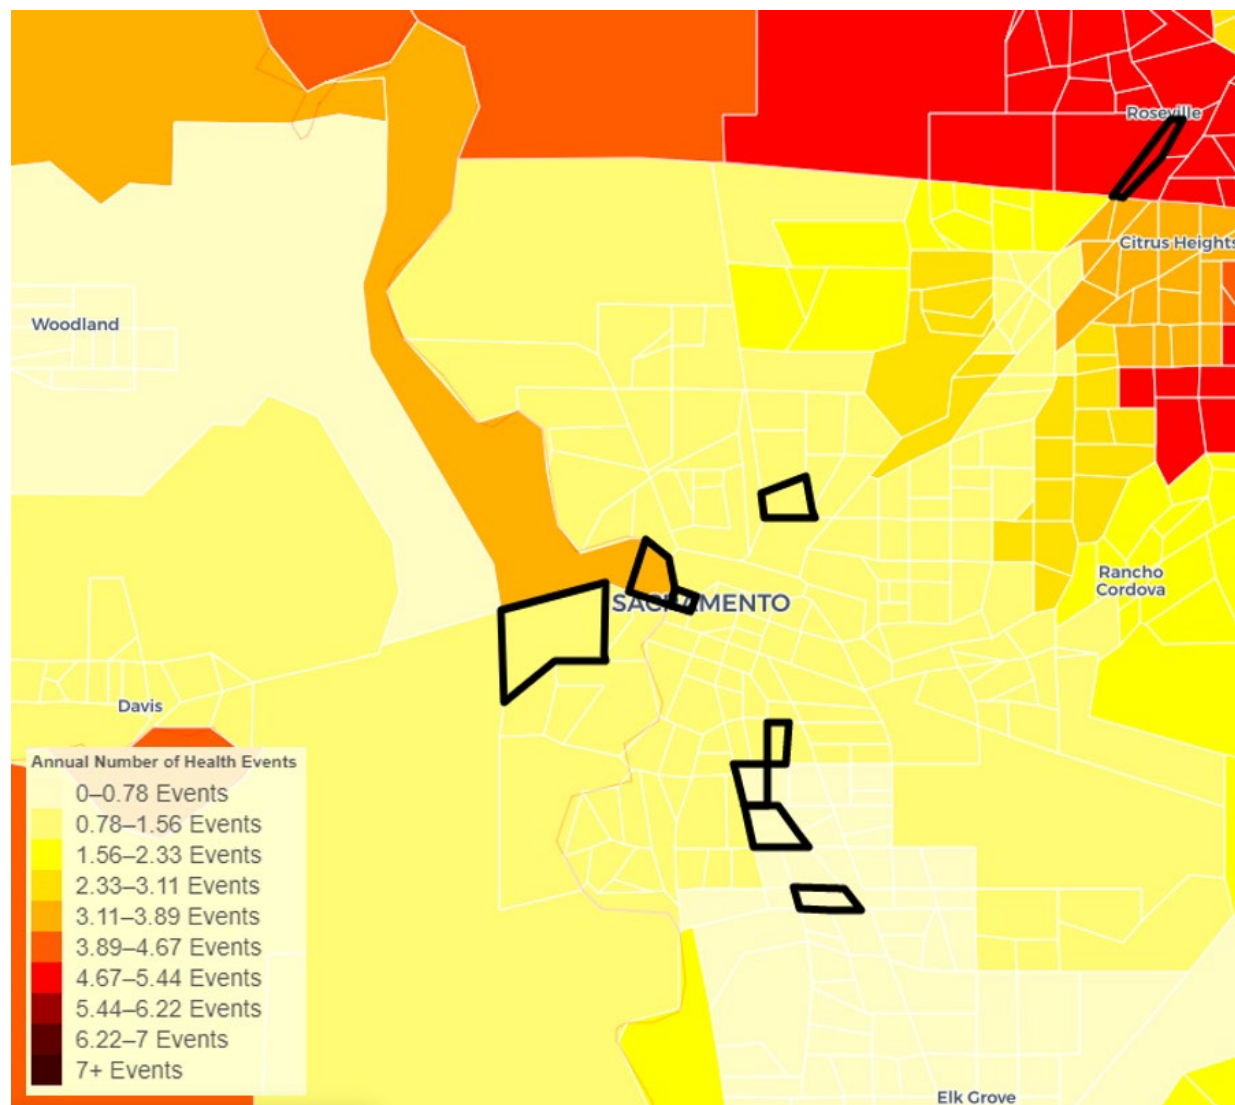 Roseville
Citrus Heights
Woodland
Rancho
Cordova
SACRAMENTO
Davis
Annual Number of Health Events
0–0.78 Events
0.78–1.56 Events
1.56–2.33 Events
2.33–3.11 Events
3.11–3.89 Events
3.89–4.67 Events
4.67–5.44 Events
5.44–6.22 Events
6.22–7 Events
7+ Events
Elk Grove